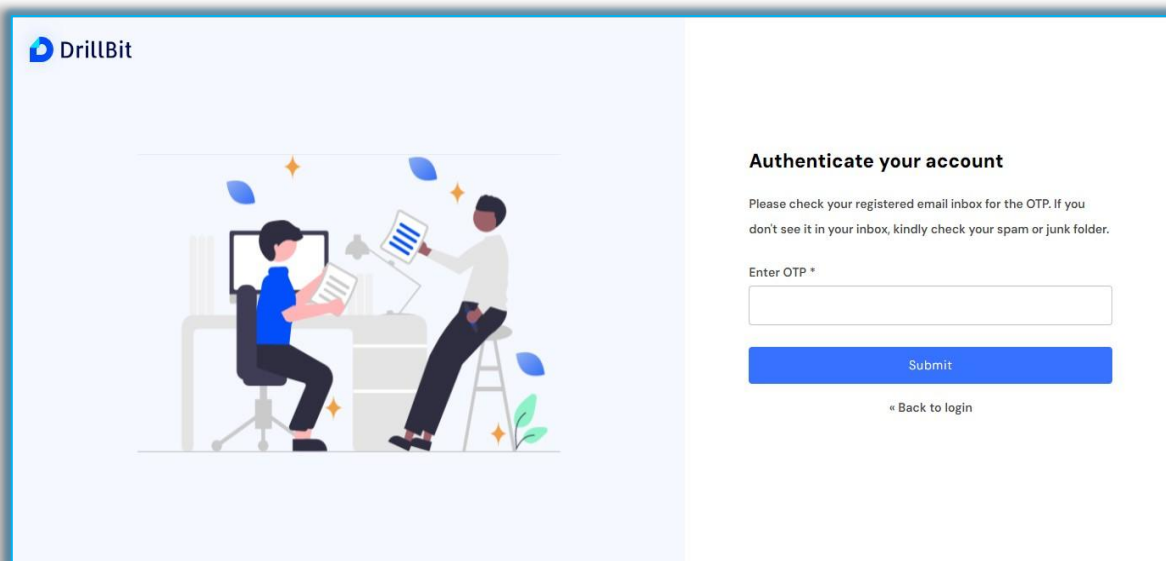 DrillBit
Authenticate your account
Please check your registered email inbox for the OTP. If you
don't see it in your inbox, kindly check your spam or junk folder.
Enter OTP *
Submit
« Back to login